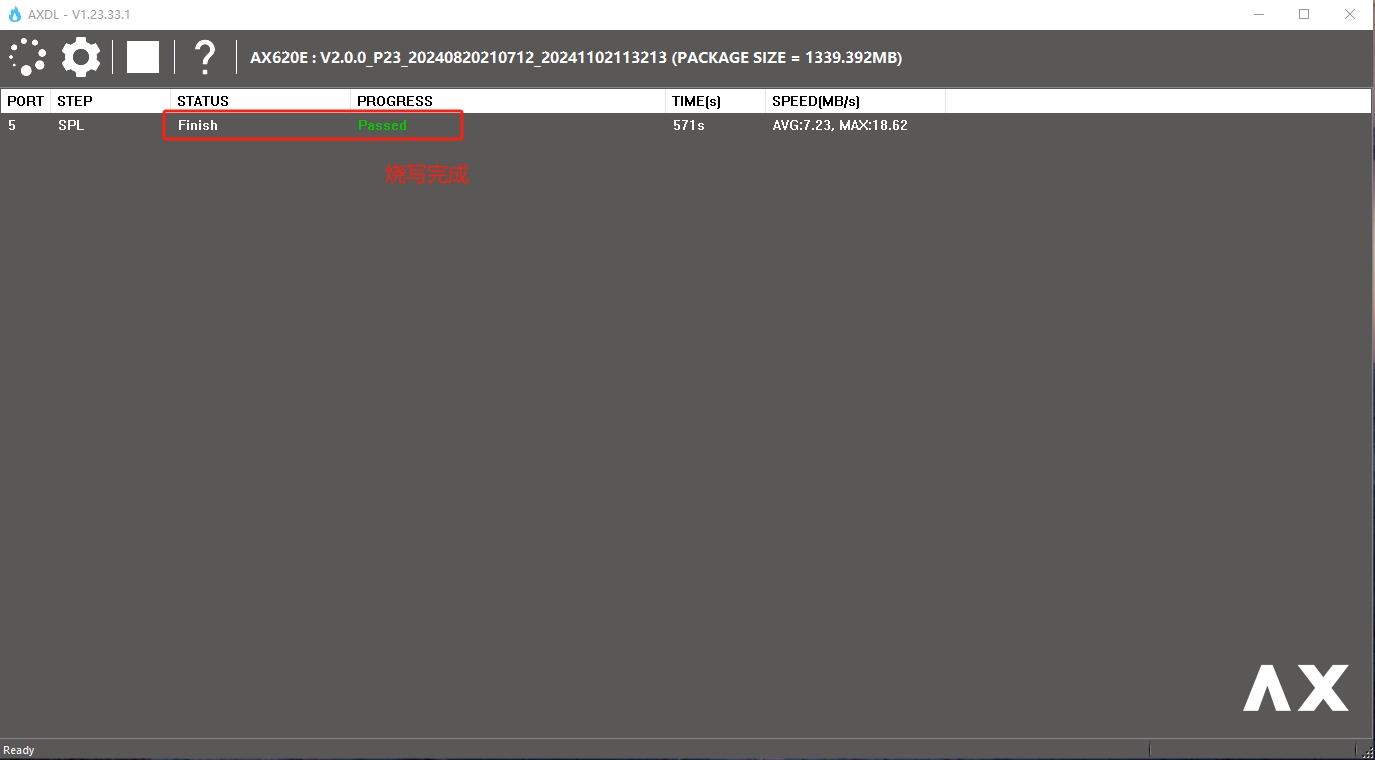 AXDL - V1.23.33.1
AX620E : V2.0.0_P23_20240820210712_20241102113213 (PACKAGE SIZE = 1339.392MB)
PORT STEP STATUS PROGRESS TIME(s) SPEED(MB/s)
5 SPL Finish Passed 571s AVG:7.23, MAX:18.62
烧写完成
AX
Ready